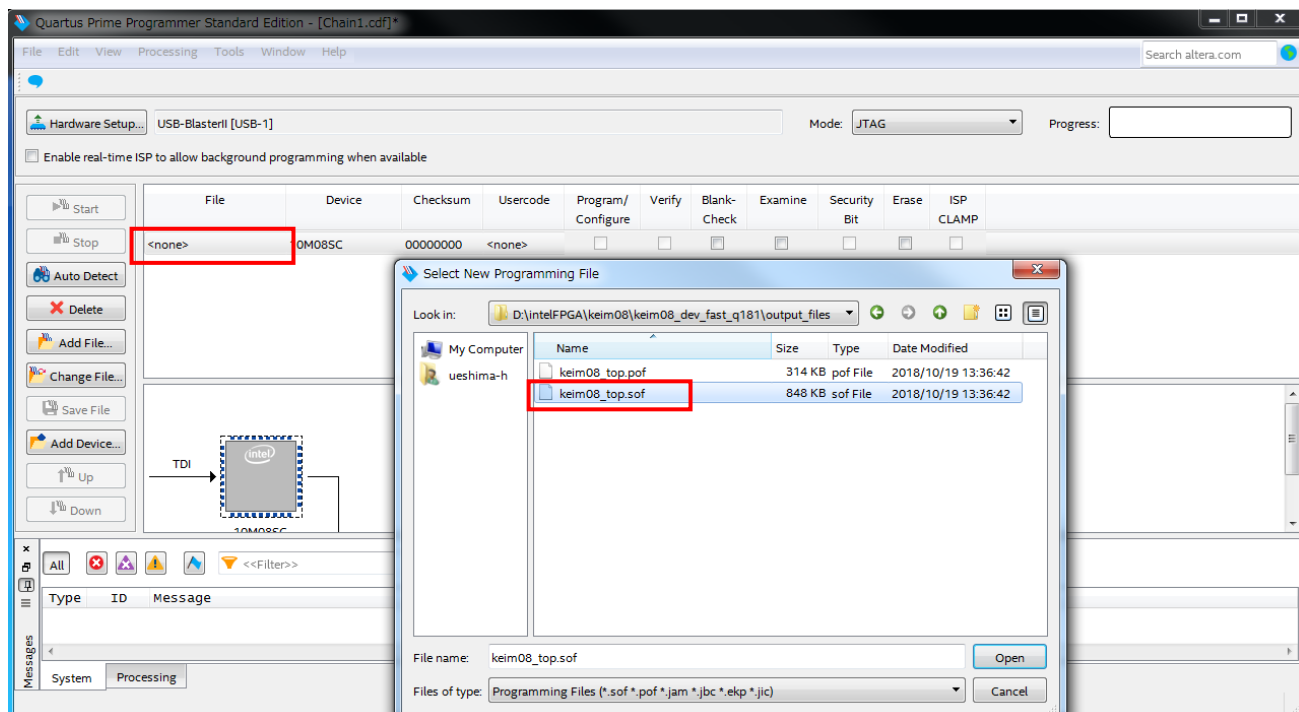 Quartus Prime Programmer Standard Edition - [Chain1.cdf]*
File Edit View Processing Tools Window Help
Search altera.com
Hardware Setup... USB-BlasterII [USB-1] Mode: JTAG Progress:
Enable real-time ISP to allow background programming when available
Start
Stop
Auto Detect
Delete
Add File...
Change File...
Save File
Add Device...
Up
Down
File Device Checksum Usercode Program/ Configure Verify Blank- Check Examine Security Bit Erase ISP CLAMP
<none> 10M08SC 00000000 <none>
TDI
intel
10M08SC
Select New Programming File
Look in: D:\intelFPGA\keim08\keim08_dev_fast_q181\output_files
My Computer
ueshima-h
Name Size Type Date Modified
keim08_top.pof 314 KB pof File 2018/10/19 13:36:42
keim08_top.sof 848 KB sof File 2018/10/19 13:36:42
File name: keim08_top.sof Open
Files of type: Programming Files (*.sof *.pof *.jam *.jbc *.ekp *.jic) Cancel
All <<Filter>>
Type ID Message
Messages
System Processing